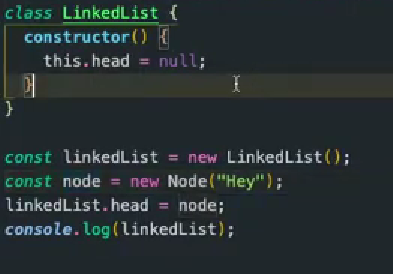 class LinkedList {
constructor() {
this.head = null;
}
}
const linkedList = new LinkedList();
const node = new Node("Hey");
linkedList.head = node;
console.log(linkedList);